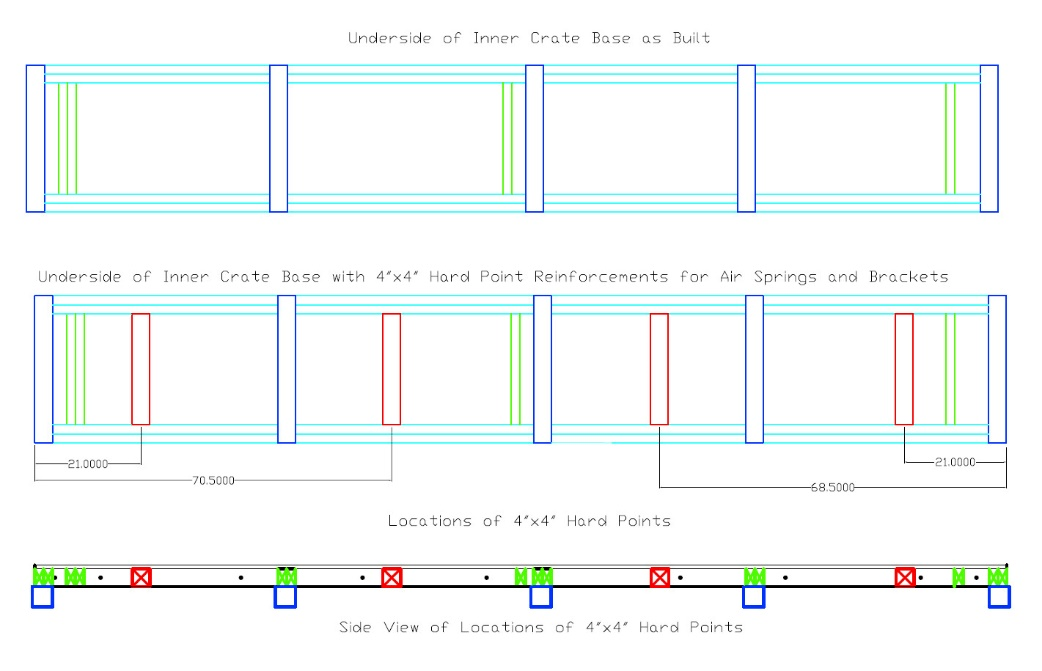 Underside of Inner Crate Base as Built
Underside of Inner Crate Base with 4"x4" Hard Point Reinforcements for Air Springs and Brackets
21.0000
21.0000
70.5000
68.5000
Locations of 4"x4" Hard Points
Side View of Locations of 4"x4" Hard Points